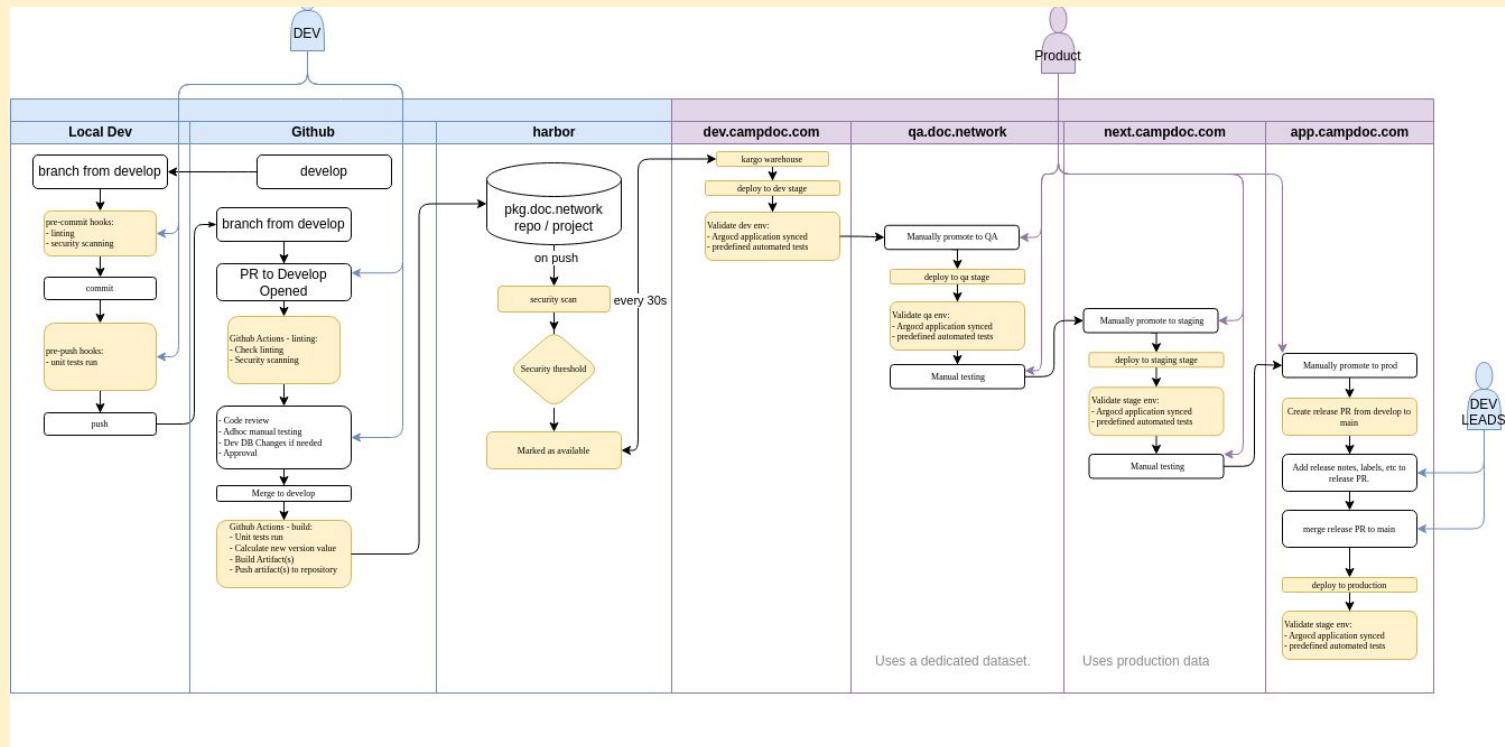 DEV
Product
Local Dev
Github
harbor
dev.campdoc.com
qa.doc.network
next.campdoc.com
app.campdoc.com
branch from develop
pre-commit hooks:
- linting
- security scanning
commit
pre-push hooks:
- unit tests run
push
develop
branch from develop
PR to Develop
Opened
Github Actions - linting:
- Check linting
- Security scanning
- Code review
- Adhoc manual testing
- Dev DB Changes if needed
- Approval
Merge to develop
Github Actions - build:
- Unit tests run
- Calculate new version value
- Build Artifact(s)
- Push artifact(s) to repository
pkg.doc.network
repo / project
on push
security scan
every 30s
Security threshold
Marked as available
kargo warehouse
deploy to dev stage
Validate dev env:
- Argocd application synced
- predefined automated tests
Manually promote to QA
deploy to qa stage
Validate qa env:
- Argocd application synced
- predefined automated tests
Manual testing
Uses a dedicated dataset.
Manually promote to staging
deploy to staging stage
Validate stage env:
- Argocd application synced
- predefined automated tests
Manual testing
Uses production data
Manually promote to prod
Create release PR from develop to
main
Add release notes, labels, etc to
release PR.
merge release PR to main
deploy to production
Validate stage env:
- Argocd application synced
- predefined automated tests
DEV
LEADS